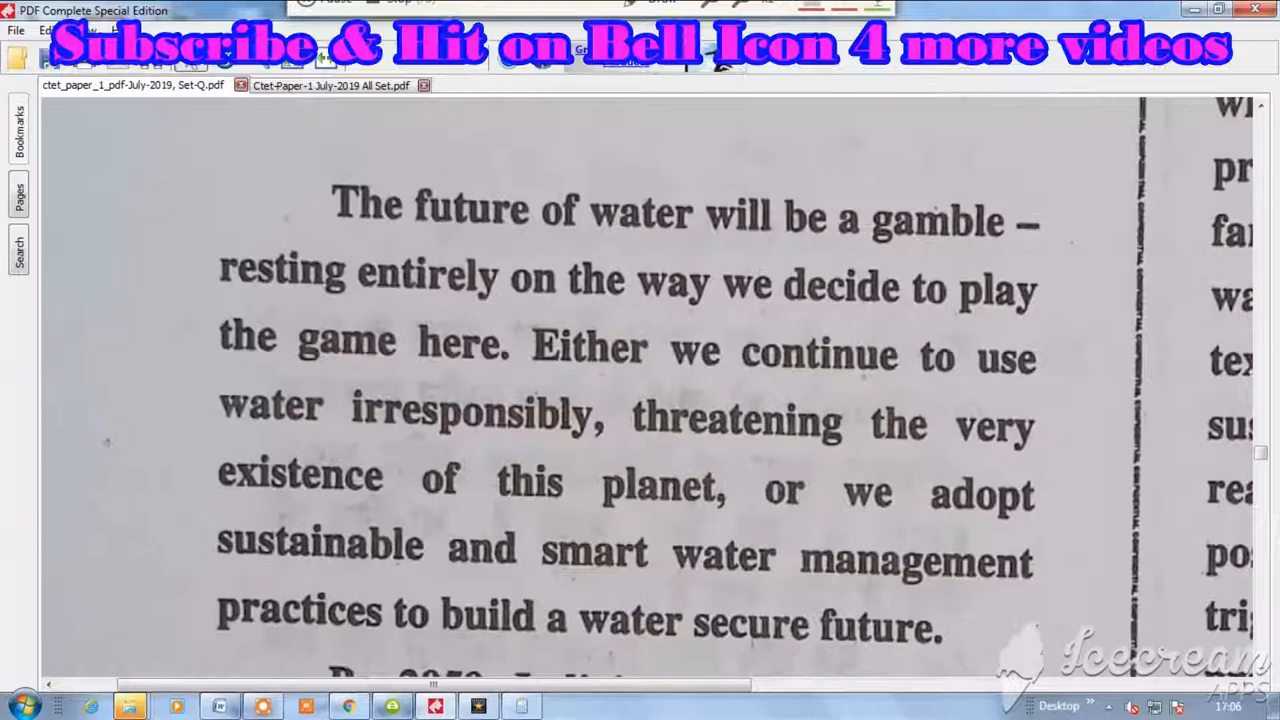 PDF Complete Special Edition
Subscribe & Hit on Bell Icon 4 more videos
File
ctet_paper_1_pdf-July-2019, Set-Q.pdf
Ctet-Paper-1 July-2019 All Set.pdf
Bookmarks
Pages
Search
The future of water will be a gamble –
resting entirely on the way we decide to play
the game here. Either we continue to use
water irresponsibly, threatening the very
existence of this planet, or we adopt
sustainable and smart water management
practices to build a water secure future.
Icecream
APPS
Desktop
17:06